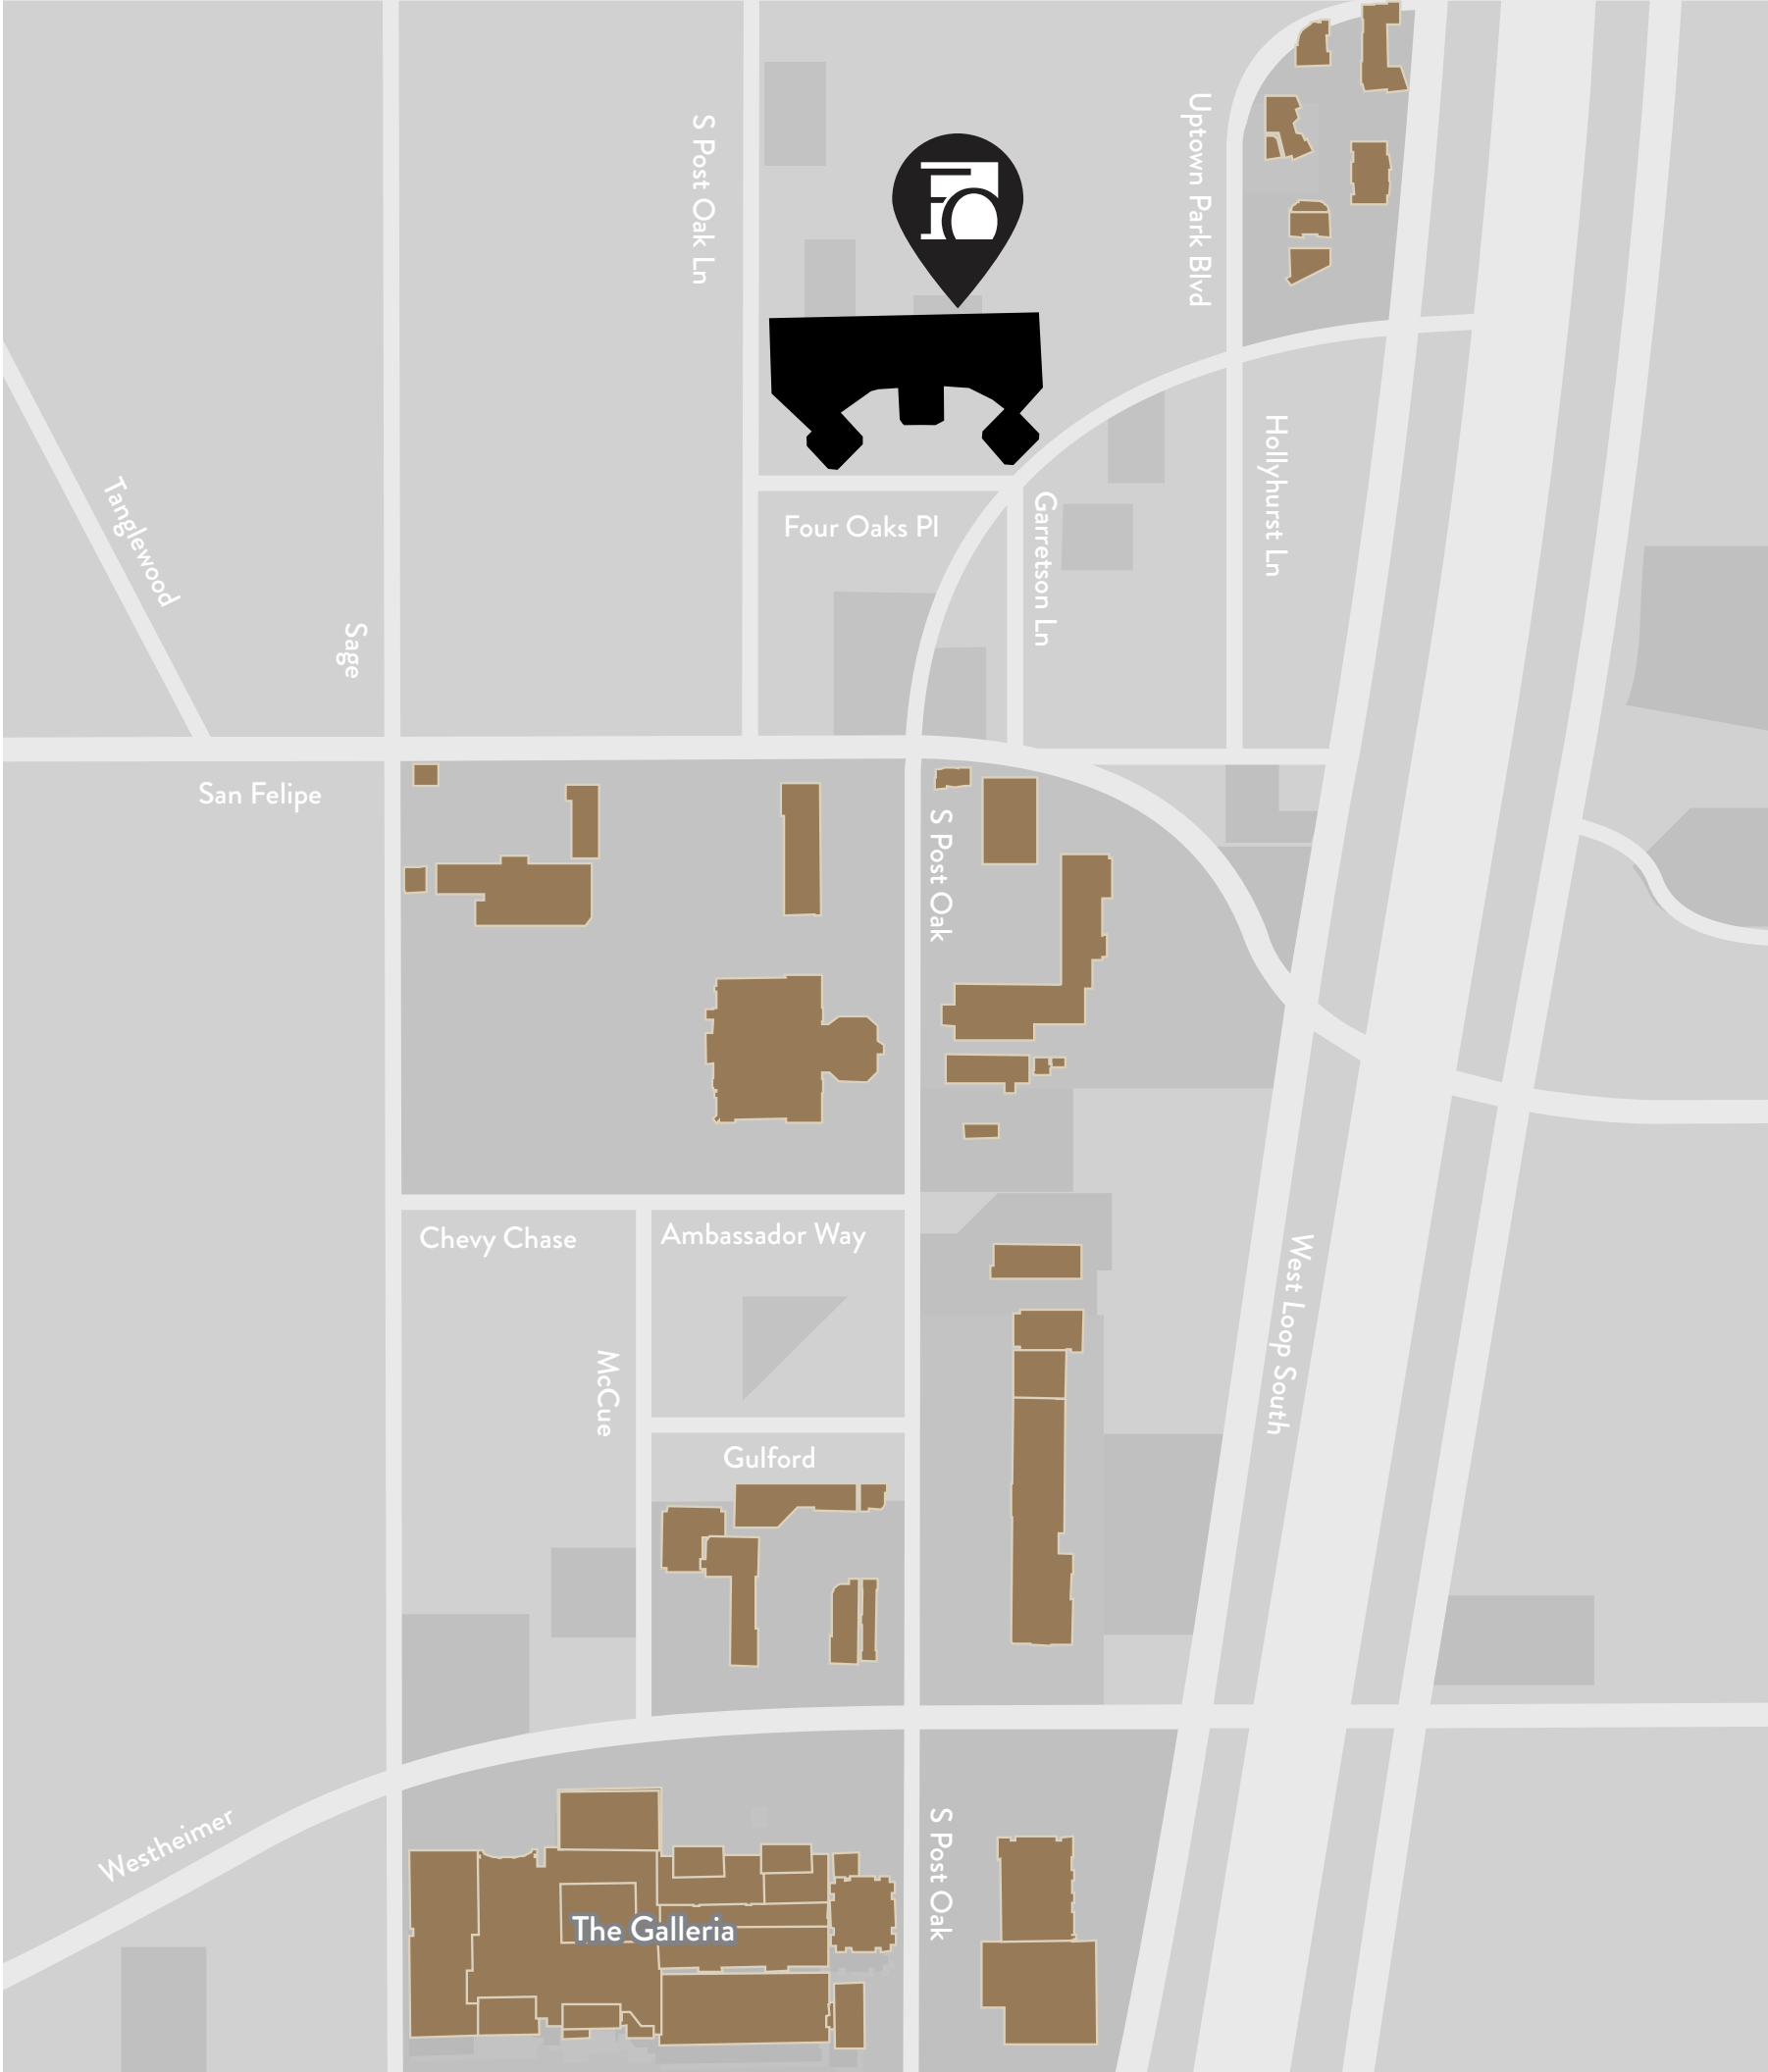 Uptown Park Blvd
S Post Oak Ln
Hollyhurst Ln
Tanglewood
Garretson Ln
Four Oaks Pl
Sage
San Felipe
S Post Oak
Chevy Chase
Ambassador Way
West Loop South
McCue
Gulford
Westheimer
S Post Oak
The Galleria